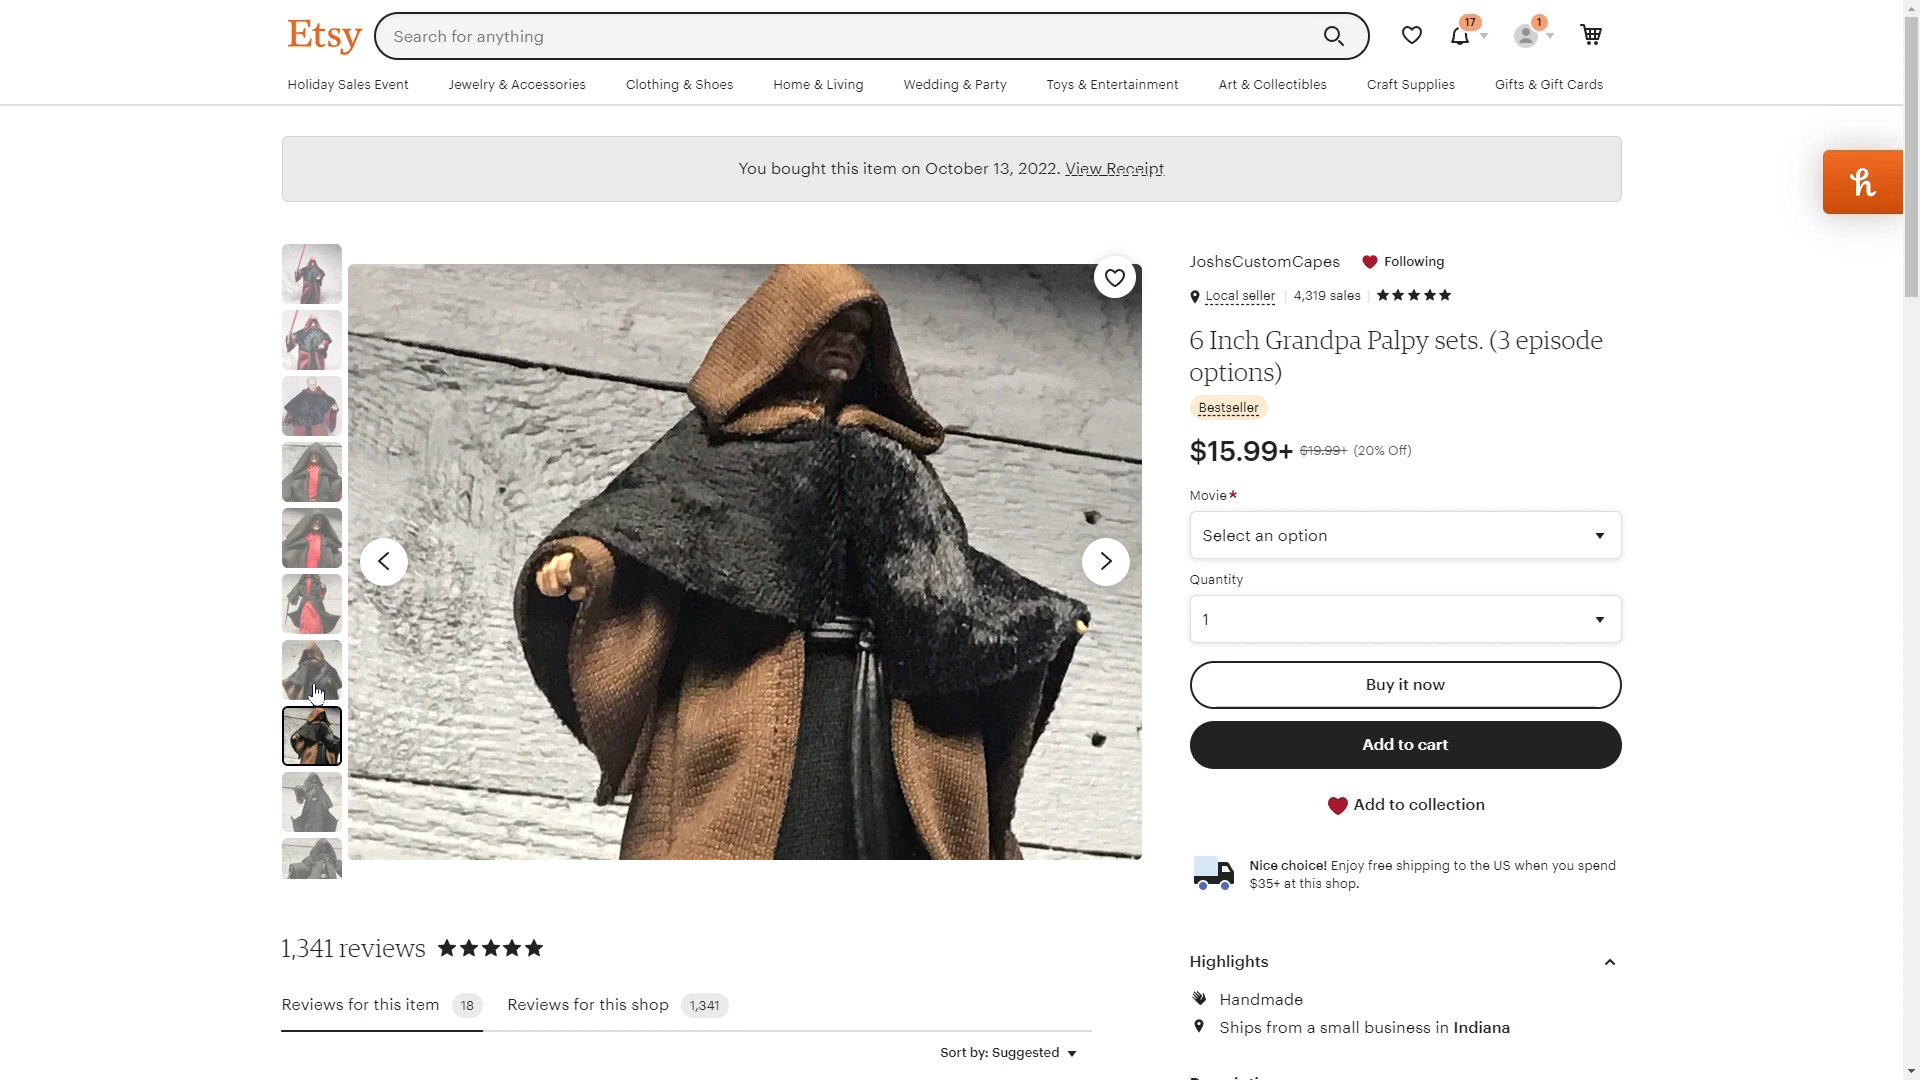 Etsy
Search for anything
17
1
Holiday Sales Event
Jewelry & Accessories
Clothing & Shoes
Home & Living
Wedding & Party
Toys & Entertainment
Art & Collectibles
Craft Supplies
Gifts & Gift Cards
You bought this item on October 13, 2022. View Receipt
h
JoshsCustomCapes
Following
Local seller
4,319 sales
6 Inch Grandpa Palpy sets. (3 episode
options)
Bestseller
$15.99+ $19.99+ (20% Off)
Movie*
Select an option
Quantity
1
Buy it now
Add to cart
Add to collection
Nice choice! Enjoy free shipping to the US when you spend
$35+ at this shop.
1,341 reviews
Reviews for this item 18
Reviews for this shop 1,341
Sort by: Suggested
Highlights
Handmade
Ships from a small business in Indiana